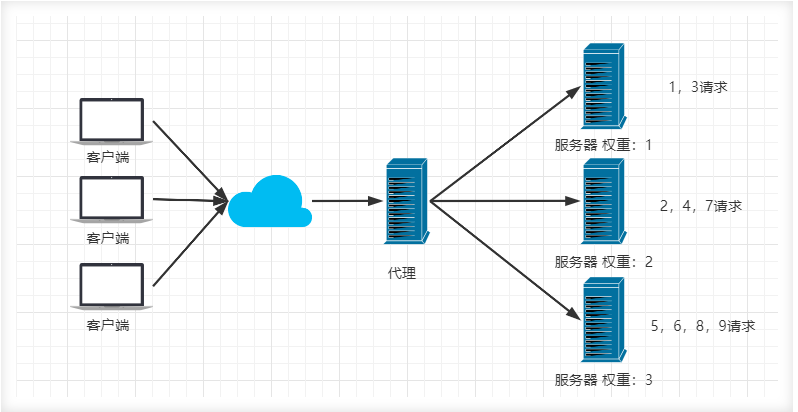 客户端
客户端
客户端
代理
1，3请求
服务器 权重：1
2，4，7请求
服务器 权重：2
5，6，8，9请求
服务器 权重：3